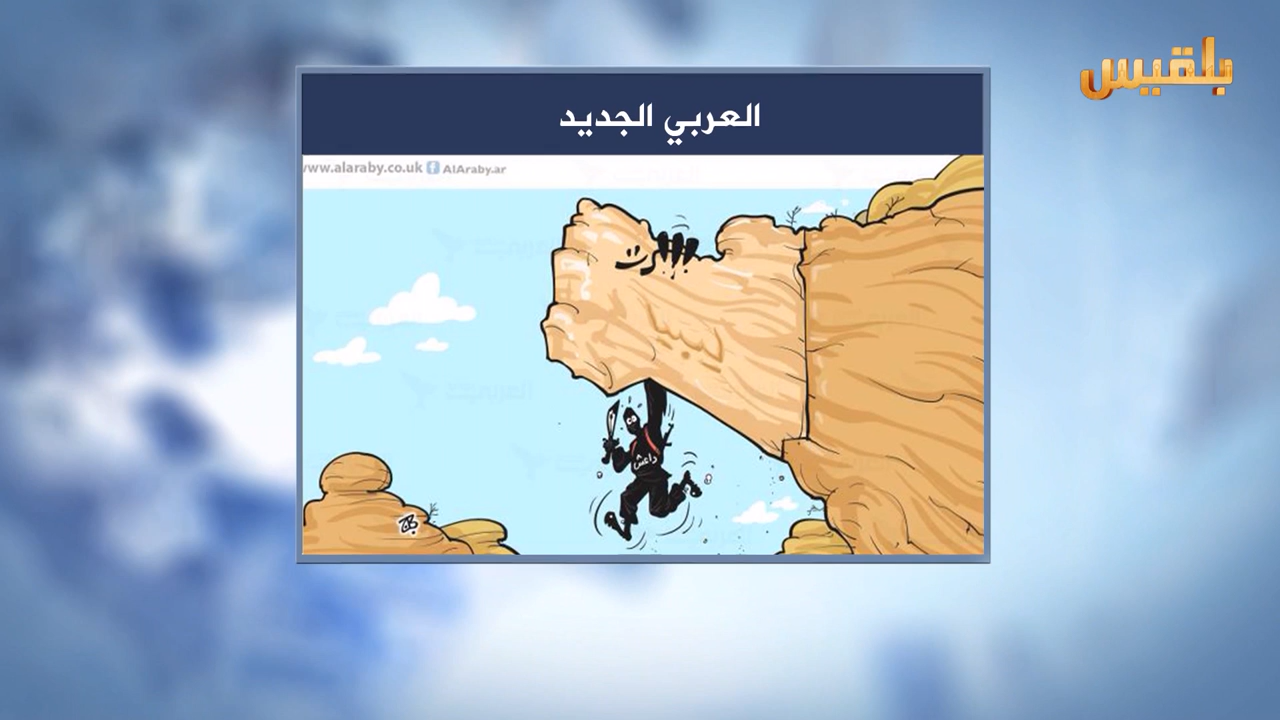 بلقيس
العربي الجديد
www.alaraby.co.uk AlAraby.ar
سرت
ليبيا
داعش